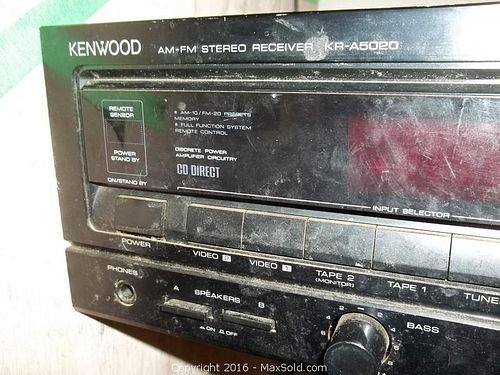 KENWOOD AM-FM STEREO RECEIVER KR-A5020
REMOTE
SENSOR
POWER
STAND BY
ON/STAND BY
AM-10/FM-20 PRESETS
MEMORY
FULL FUNCTION SYSTEM
REMOTE CONTROL
DISCRETE POWER
AMPLIFIER CIRCUITRY
CD DIRECT
INPUT SELECTOR
POWER
VIDEO 2
VIDEO 1
TAPE 2
(MONITOR)
TAPE 1
TUNE
PHONES
A SPEAKERS B
ON OFF
BASS
Copyright 2016 - MaxSold.com